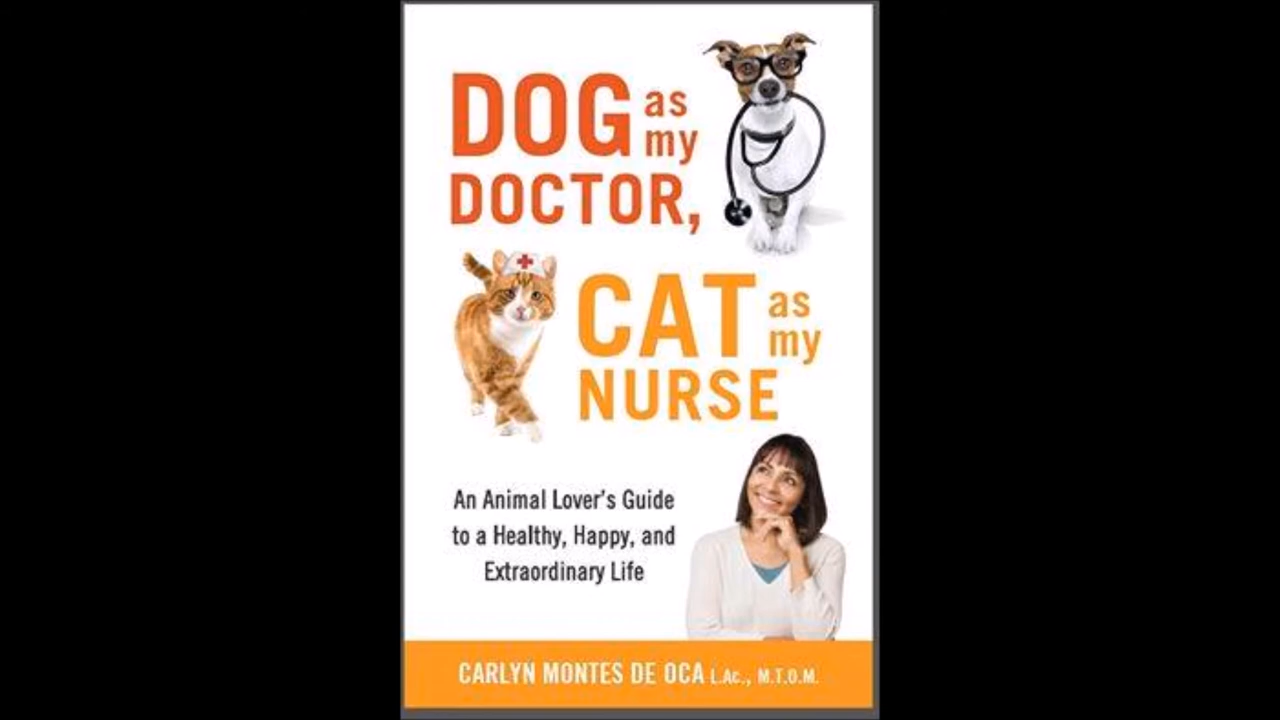 DOG as
my
DOCTOR,
CAT as
my
NURSE
An Animal Lover's Guide
to a Healthy, Happy, and
Extraordinary Life
CARLYN MONTES DE OCA L.Ac., M.T.O.M.